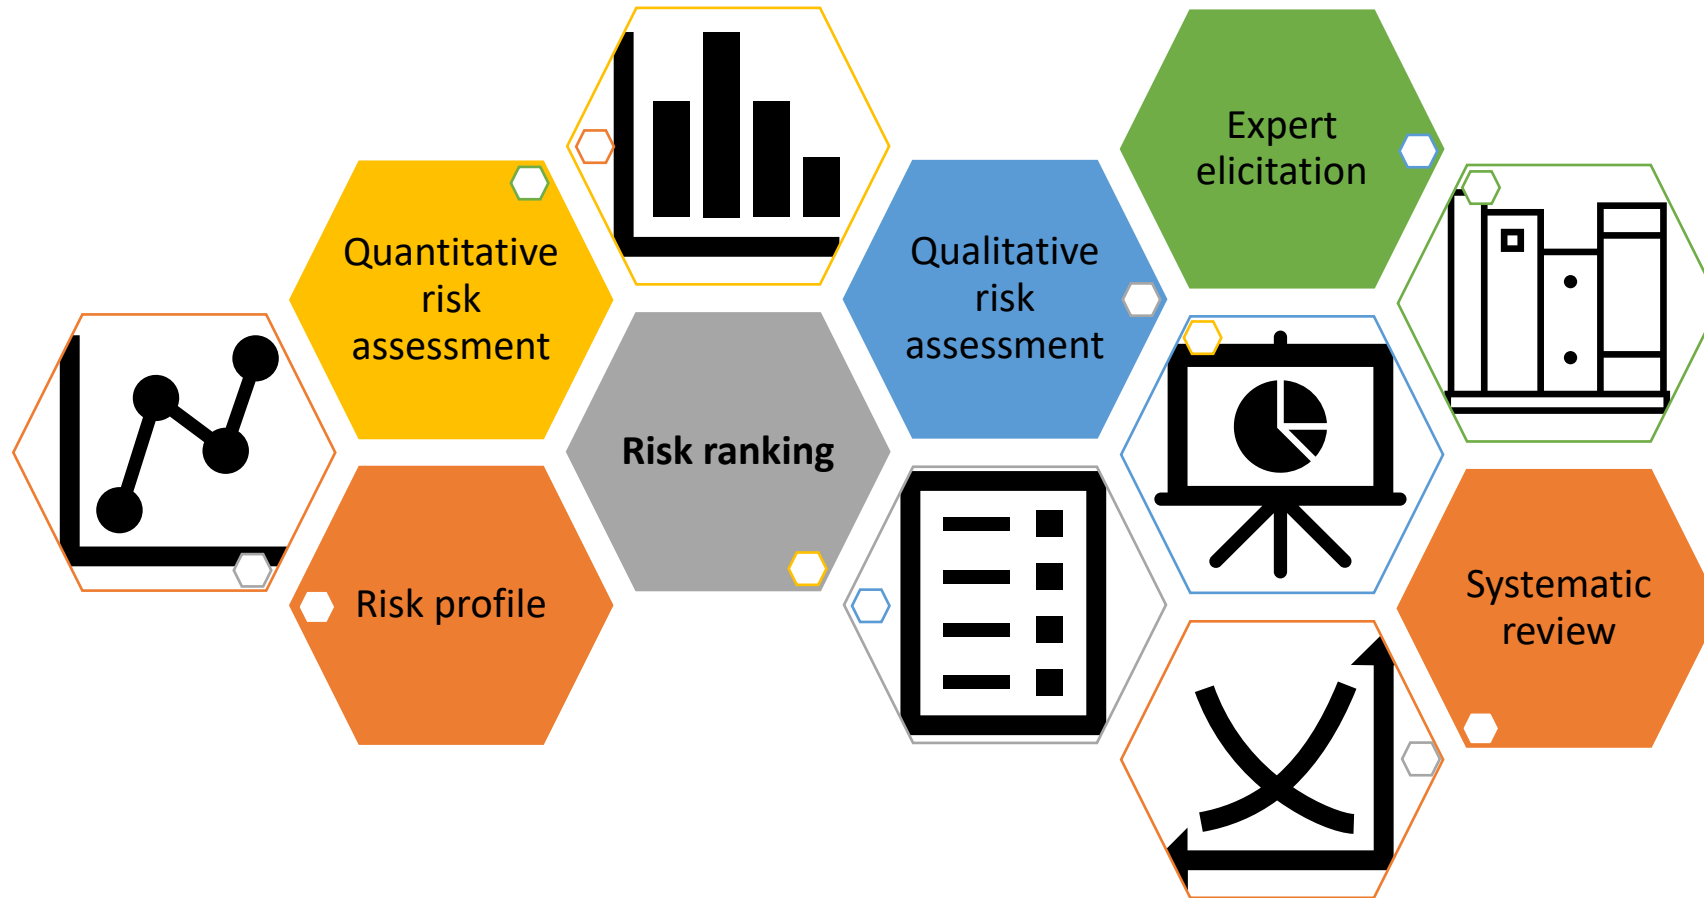 Expert
elicitation
Quantitative
risk
assessment
Qualitative
risk
assessment
Risk ranking
Risk profile
Systematic
review